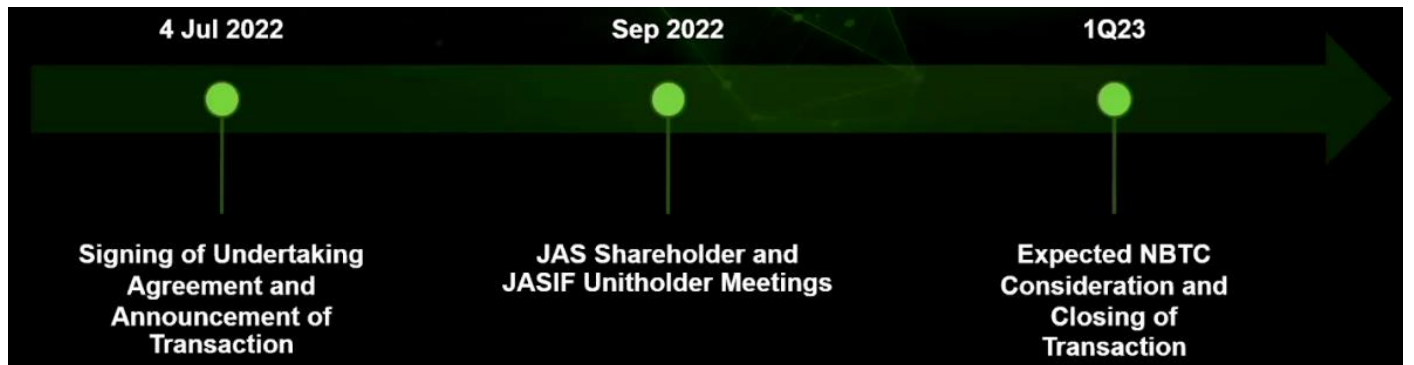 4 Jul 2022
Sep 2022
1Q23
Signing of Undertaking
Agreement and
Announcement of
Transaction
JAS Shareholder and
JASIF Unitholder Meetings
Expected NBTC
Consideration and
Closing of
Transaction